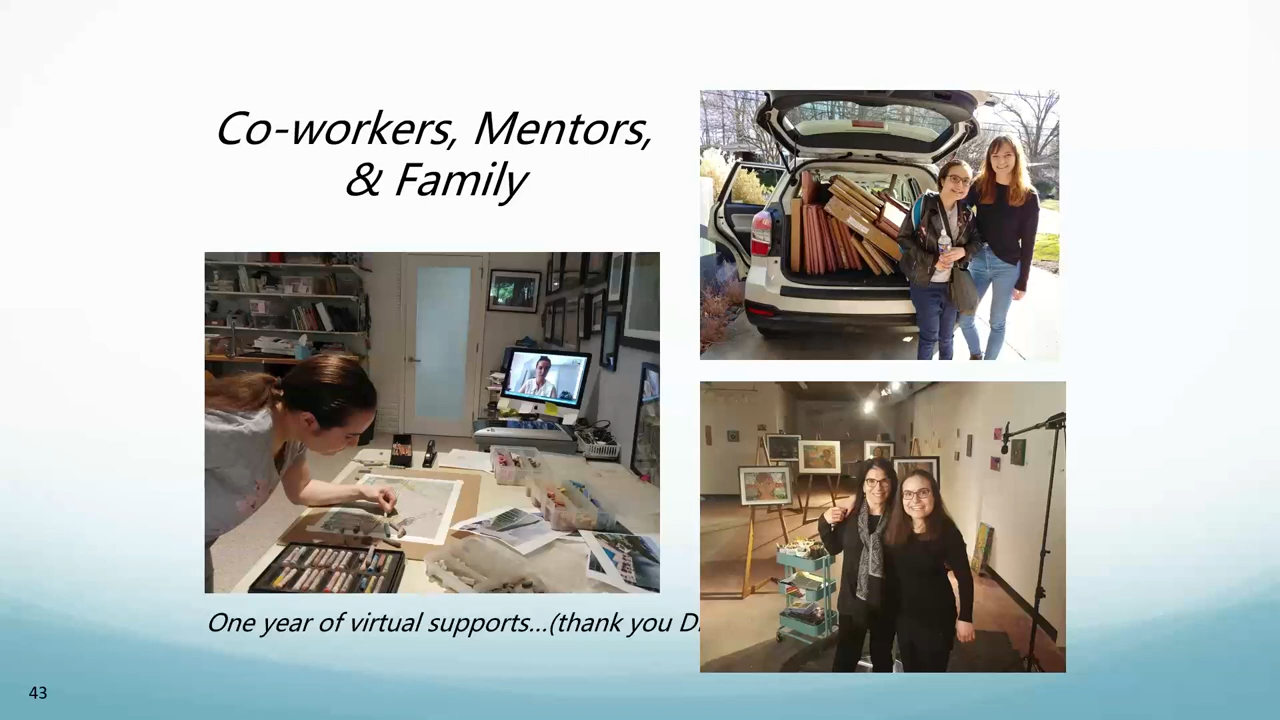 Co-workers, Mentors,
& Family
One year of virtual supports...(thank you
43